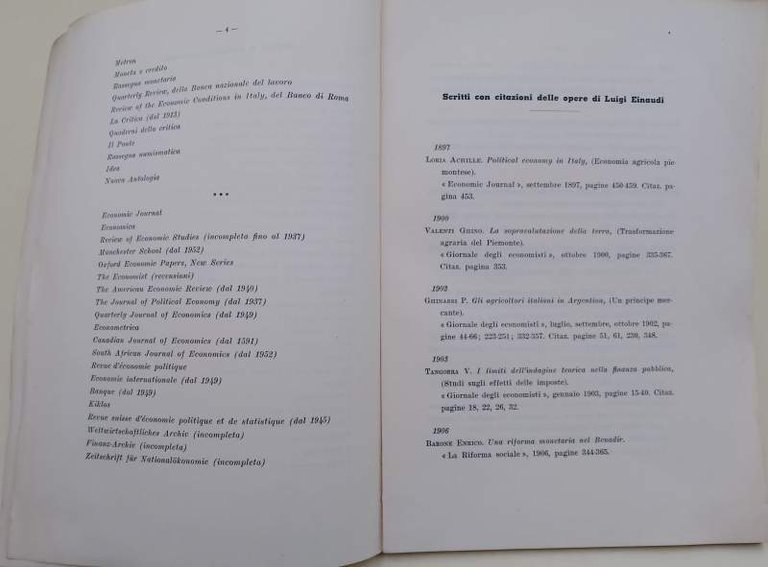 — 4 —
Metron
Moneta e credito
Rassegna monetaria
Quarterly Review, della Banca nazionale del lavoro
Review of the Economic Conditions in Italy, del Banco di Roma
La Critica (dal 1913)
Quaderni della critica
Il Ponte
Rassegna numismatica
Idea
Nuova Antologia
* * *
Economic Journal
Economica
Review of Economic Studies (incompleta fino al 1937)
Manchester School (dal 1952)
Oxford Economic Papers, New Series
The Economist (recensioni)
The American Economic Review (dal 1940)
The Journal of Political Economy (dal 1937)
Quarterly Journal of Economics (dal 1949)
Econometrica
Canadian Journal of Economics (dal 1591)
South African Journal of Economics (dal 1952)
Revue d'économie politique
Economie internationale (dal 1949)
Banque (dal 1949)
Kiklos
Revue suisse d'économie politique et de statistique (dal 1945)
Weltwirtschaftliches Archiv (incompleta)
Finanz-Archiv (incompleta)
Zeitschrift für Nationalökonomie (incompleta)
Scritti con citazioni delle opere di Luigi Einaudi
1897
LORIA ACHILLE. Political economy in Italy, (Economia agricola pie
montese).
« Economic Journal », settembre 1897, pagine 450-459. Citaz. pa-
gina 453.
1900
VALENTI GHINO. La sopravalutazione della terra, (Trasformazione
agraria del Piemonte).
« Giornale degli economisti », ottobre 1900, pagine 335-367.
Citaz. pagina 353.
1902
GHINASSI P. Gli agricoltori italiani in Argentina, (Un principe mer-
cante).
« Giornale degli economisti », luglio, settembre, ottobre 1902, pa-
gine 44-66; 223-251; 332-357. Citaz. pagine 51, 61, 230, 348.
1903
TANGORRA V. I limiti dell'indagine teorica nella finanza pubblica,
(Studi sugli effetti delle imposte).
« Giornale degli economisti », gennaio 1903, pagine 15-40. Citaz.
pagine 18, 22, 26, 32.
1906
BARONE ENRICO. Una riforma monetaria nel Benadir.
« La Riforma sociale », 1906, pagine 344-365.